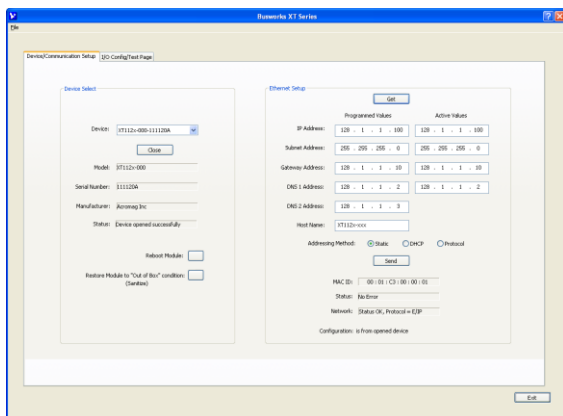 Busworks XT Series
File
Device/Communication Setup I/O Config/Test Page
Device Select
Device: XT112x-000-111120A
Close
Model: XT112x-000
Serial Number: 111120A
Manufacturer: Acromag Inc
Status: Device opened successfully
Reboot Module:
Restore Module to "Out of Box" condition:
(Sanitize)
Ethernet Setup
Get
Programmed Values Active Values
IP Address: 128 . 1 . 1 . 100 128 . 1 . 1 . 100
Subnet Address: 255 . 255 . 255 . 0 255 . 255 . 255 . 0
Gateway Address: 128 . 1 . 1 . 10 128 . 1 . 1 . 10
DNS 1 Address: 128 . 1 . 1 . 2 128 . 1 . 1 . 2
DNS 2 Address: 128 . 1 . 1 . 3
Host Name: XT112x-xxx
Addressing Method: Static DHCP Protocol
Send
MAC ID: 00 : 01 : C3 : 00 : 00 : 01
Status: No Error
Network: Status OK, Protocol = E/IP
Configuration: is from opened device
Exit